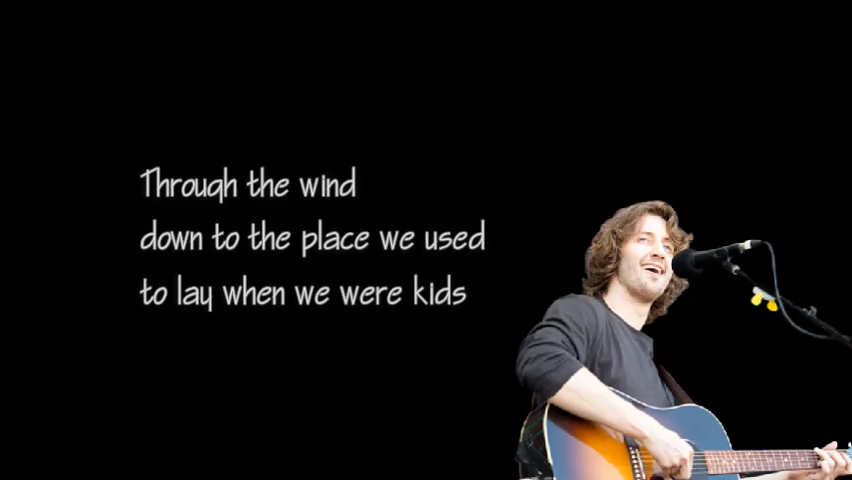 Through the wind
down to the place we used
to lay when we were kids